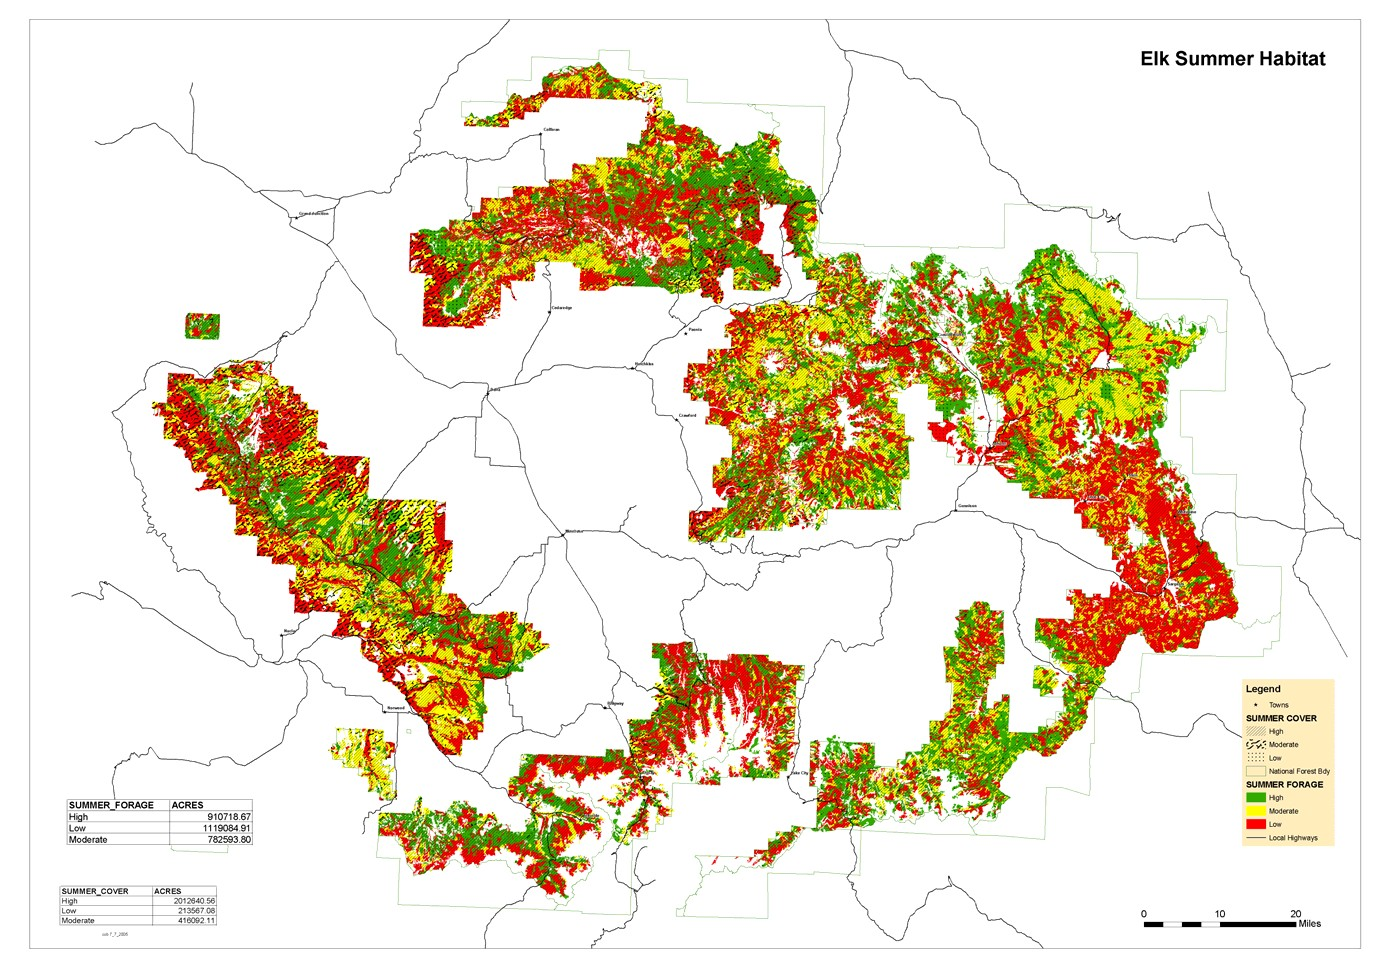 Elk Summer Habitat
Collbran
Grand Junction
Cedaredge
Paonia
Hotchkiss
Delta
Crawford
Gunnison
Montrose
Norwood
Ridgway
Lake City
Legend
Towns
SUMMER COVER
High
Moderate
Low
National Forest Bdy
SUMMER FORAGE
High
Moderate
Low
Local Highways
SUMMER_FORAGE ACRES
High 910718.67
Low 1119084.91
Moderate 782593.80
SUMMER_COVER ACRES
High 2012640.56
Low 213567.08
Moderate 416092.11
0 10 20
Miles